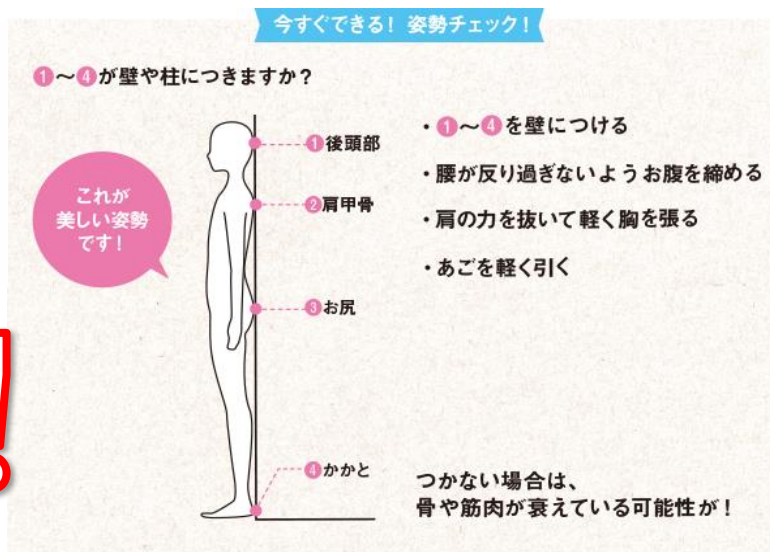 今すぐできる！ 姿勢チェック！
❶～❹が壁や柱につきますか？
これが
美しい姿勢
です！
❶後頭部
❷肩甲骨
❸お尻
❹かかと
・❶～❹を壁につける
・腰が反り過ぎないようお腹を締める
・肩の力を抜いて軽く胸を張る
・あごを軽く引く
つかない場合は、
骨や筋肉が衰えている可能性が！
！